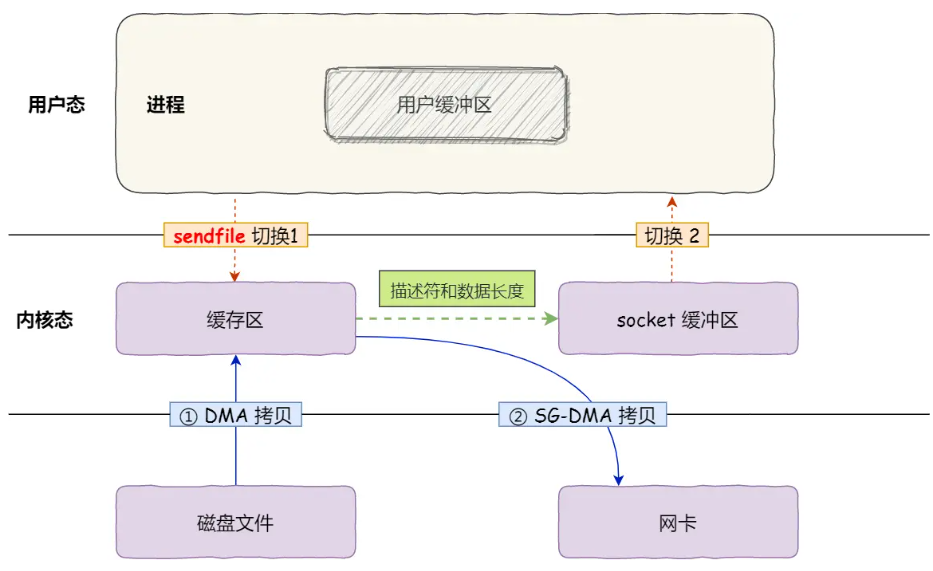 用户态
进程
用户缓冲区
sendfile 切换1
切换 2
描述符和数据长度
内核态
缓存区
socket 缓冲区
① DMA 拷贝
② SG-DMA 拷贝
磁盘文件
网卡